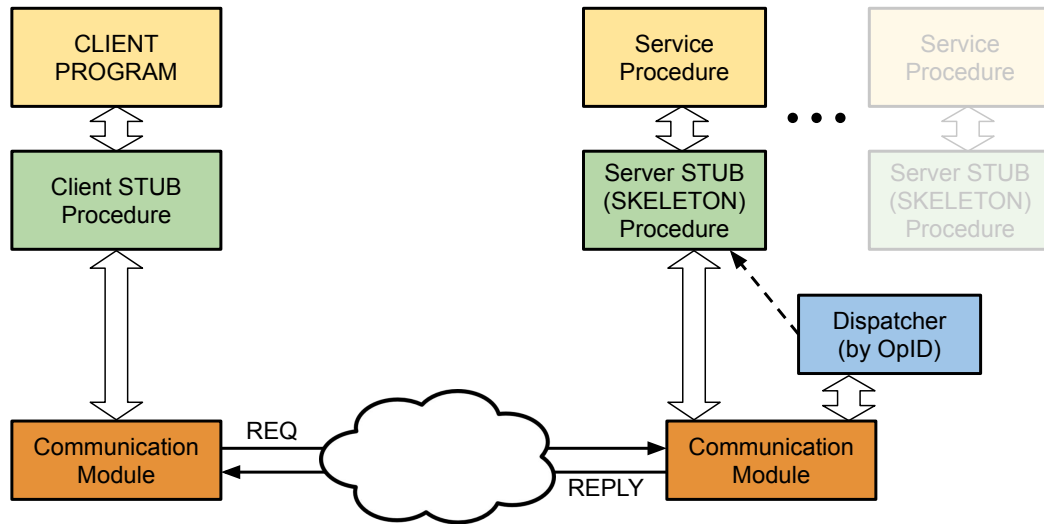 CLIENT
PROGRAM
Service
Procedure
Service
Procedure
Client STUB
Procedure
Server STUB
(SKELETON)
Procedure
Server STUB
(SKELETON)
Procedure
Dispatcher
(by OpID)
Communication
Module
REQ
REPLY
Communication
Module